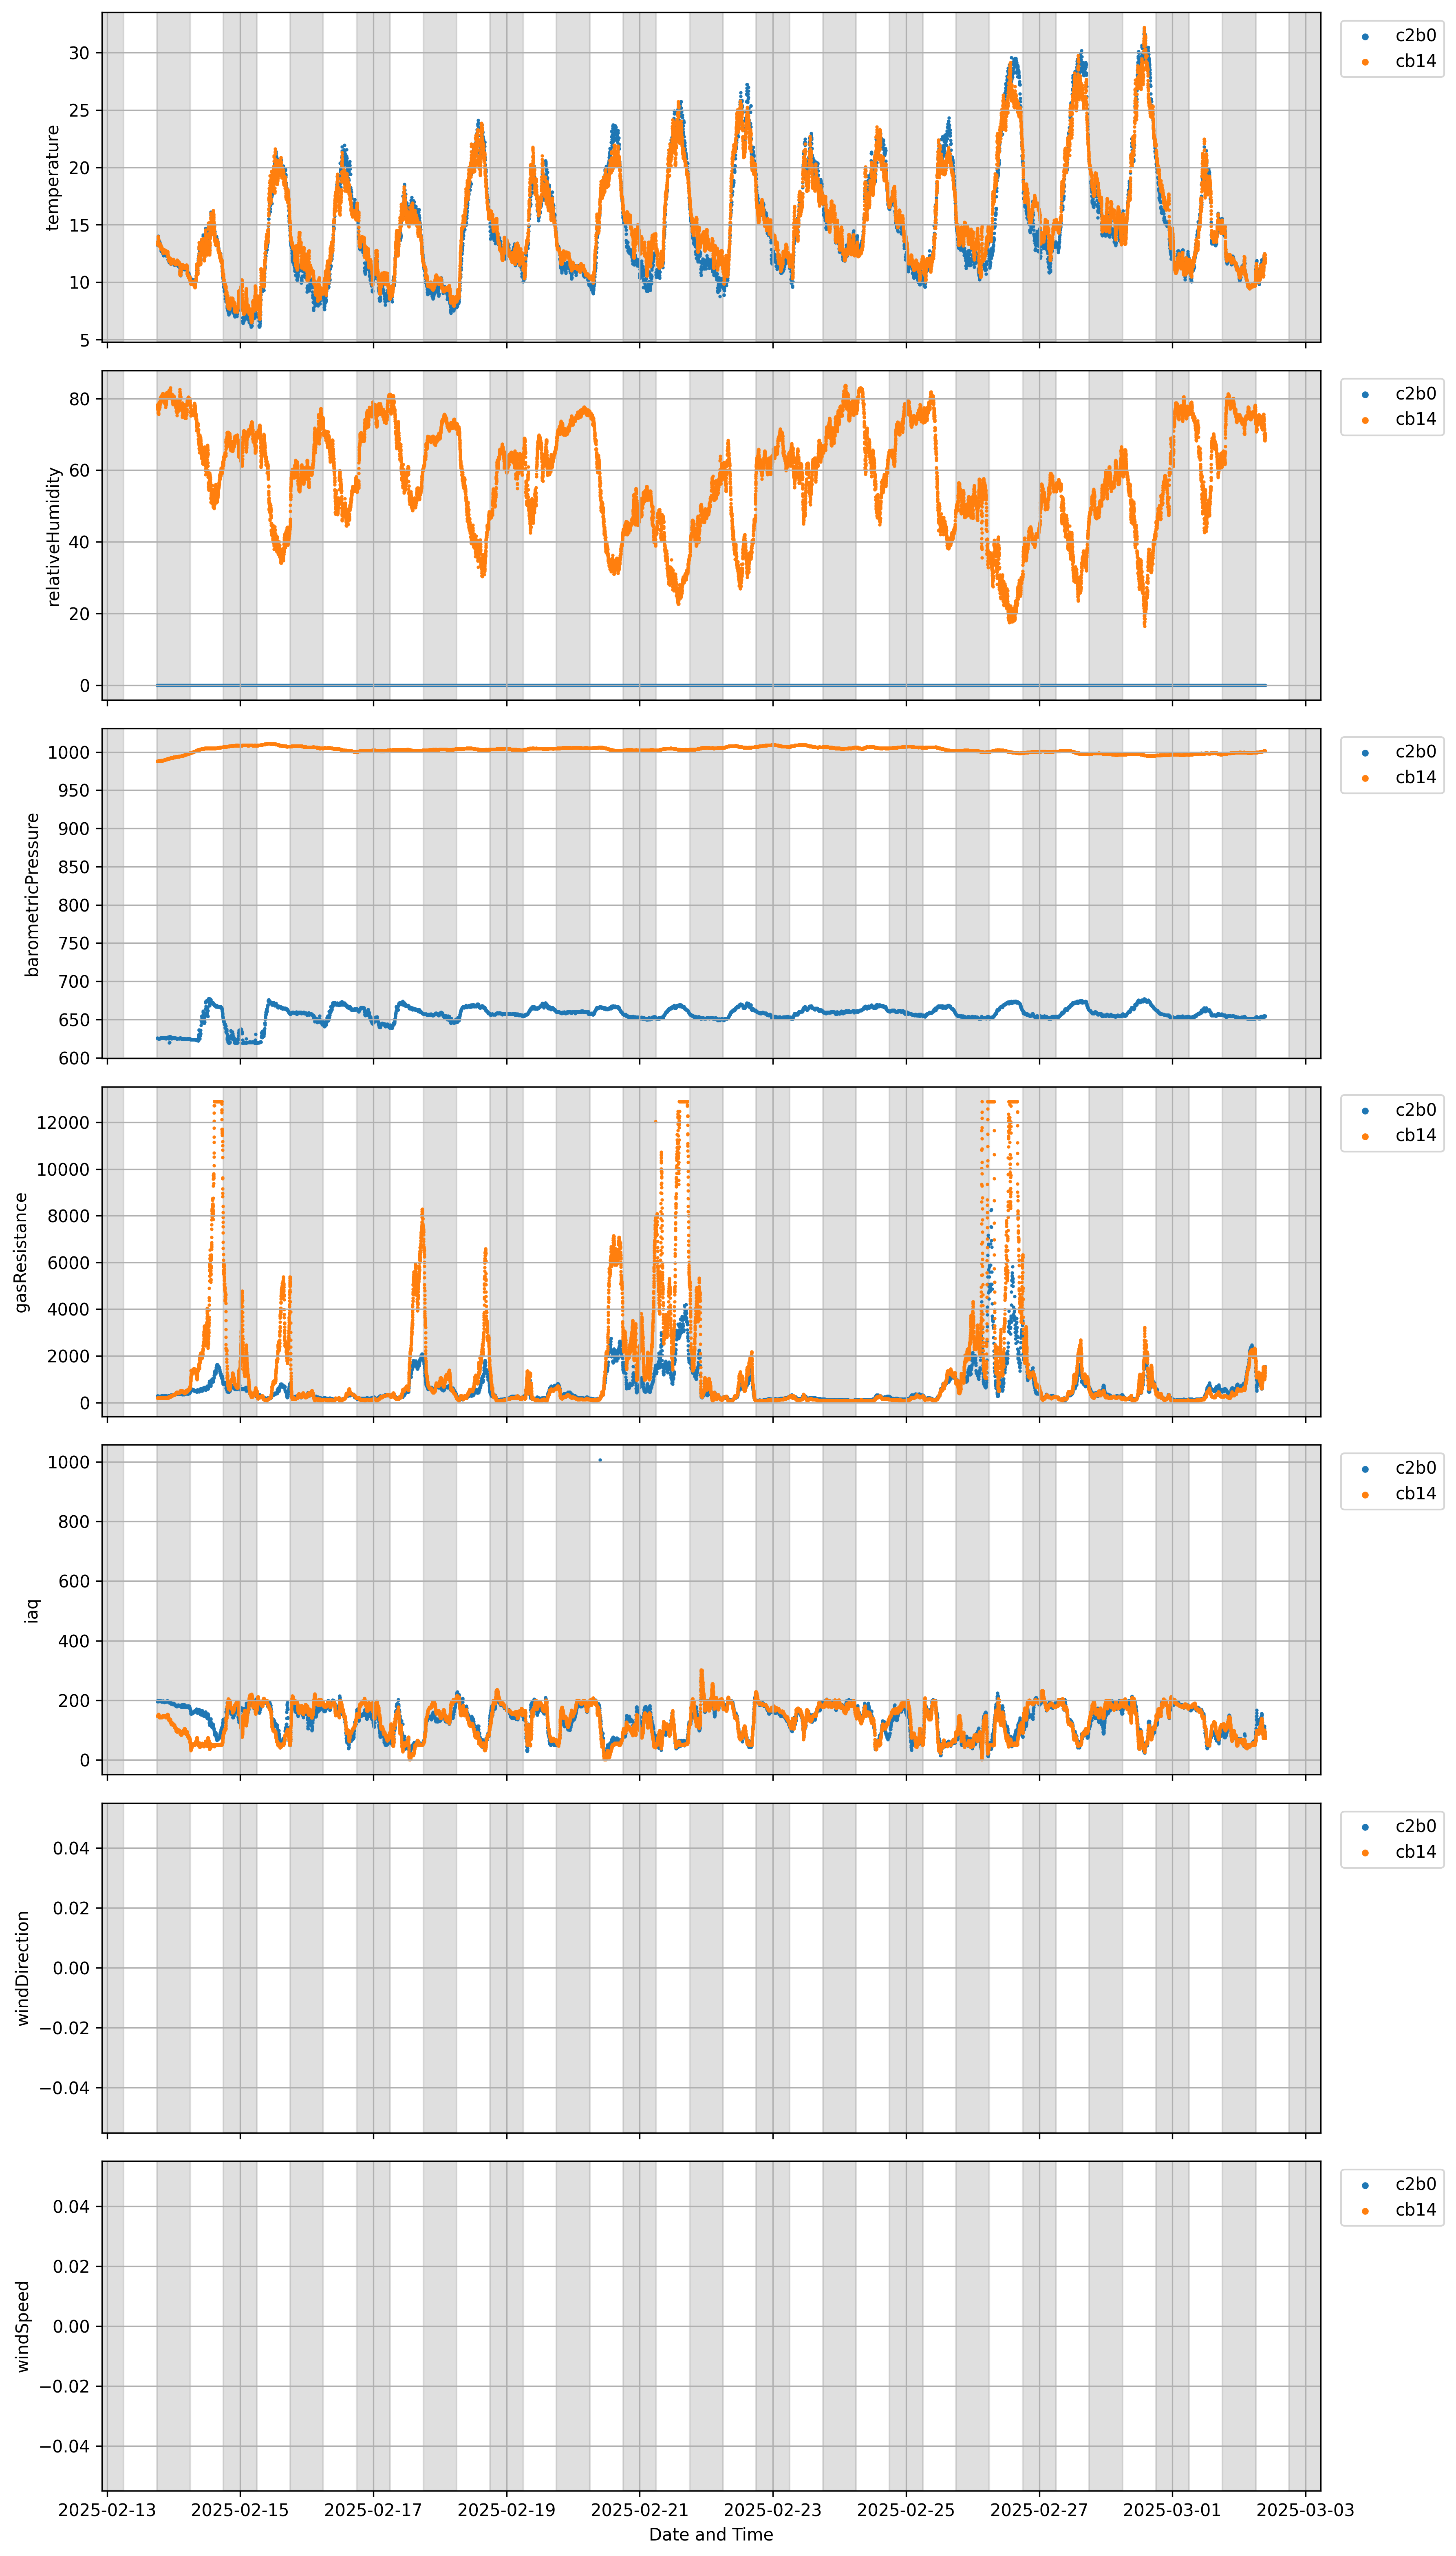 30
25
20
15
10
5
temperature
c2b0
cb14
80
60
40
20
0
relativeHumidity
c2b0
cb14
1000
950
900
850
800
750
700
650
600
barometricPressure
c2b0
cb14
12000
10000
8000
6000
4000
2000
0
gasResistance
c2b0
cb14
1000
800
600
400
200
0
iaq
c2b0
cb14
0.04
0.02
0.00
−0.02
−0.04
windDirection
c2b0
cb14
0.04
0.02
0.00
−0.02
−0.04
windSpeed
c2b0
cb14
2025-02-13 2025-02-15 2025-02-17 2025-02-19 2025-02-21 2025-02-23 2025-02-25 2025-02-27 2025-03-01 2025-03-03
Date and Time